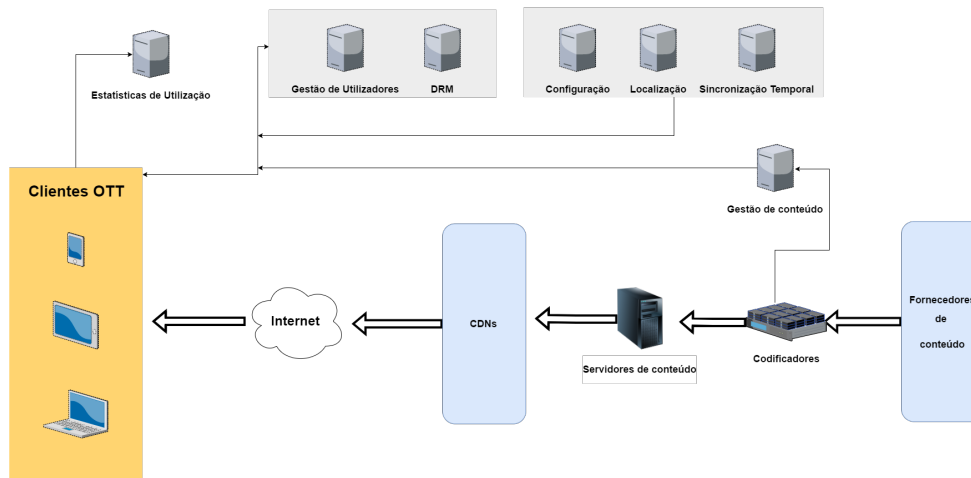 Estatisticas de Utilização
Gestão de Utilizadores
DRM
Configuração
Localização
Sincronização Temporal
Clientes OTT
Gestão de conteúdo
Internet
CDNs
Servidores de conteúdo
Codificadores
Fornecedores
de
conteúdo